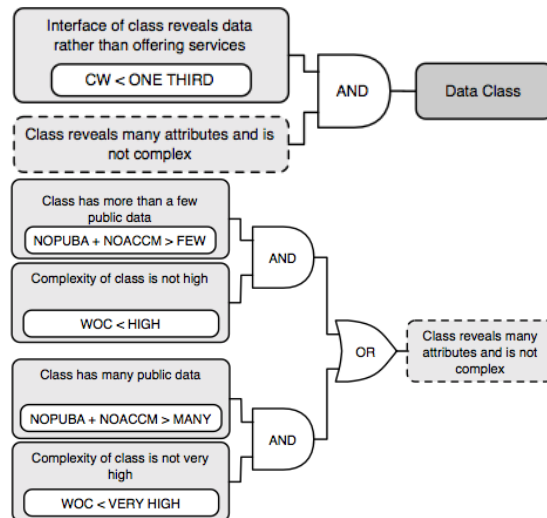 Interface of class reveals data
rather than offering services
CW < ONE THIRD
AND
Data Class
Class reveals many attributes and is
not complex
Class has more than a few
public data
NOPUBA + NOACCM > FEW
AND
Complexity of class is not high
WOC < HIGH
OR
Class reveals many
attributes and is not
complex
Class has many public data
NOPUBA + NOACCM > MANY
AND
Complexity of class is not very
high
WOC < VERY HIGH